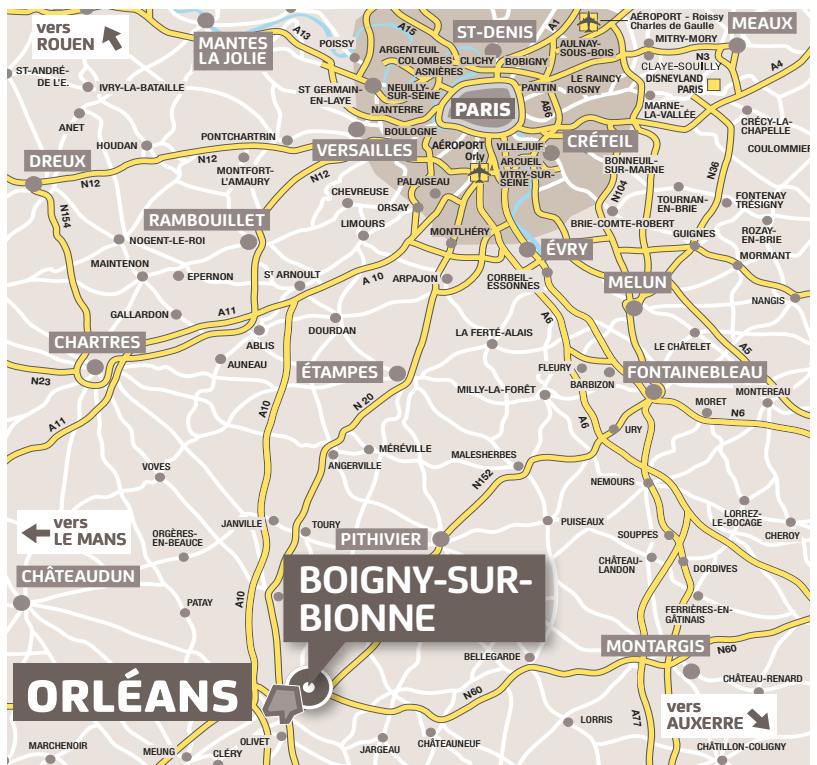 vers
ROUEN
MANTES
LA JOLIE
A13
POISSY
A15
ST-DENIS
A1
AÉROPORT - Roissy
Charles de Gaulle
MITRY-MORY
MEAUX
ARGENTEUIL
COLOMBES
CLICHY
BOBIGNY
AULNAY-
SOUS-BOIS
N3
CLAYE-SOUILLY
A4
ASNIÈRES
ST-ANDRÉ-
DE L'E.
IVRY-LA-BATAILLE
ST GERMAIN-
EN-LAYE
NEUILLY-
SUR-SEINE
PANTIN
LE RAINCY
ROSNY
DISNEYLAND
PARIS
NANTERRE
PARIS
A86
MARNE-
LA-VALLÉE
ANET
BOULOGNE
CRÉCY-LA-
CHAPELLE
HOUDAN
PONTCHARTRIN
VERSAILLES
AÉROPORT
Orly
VILLEJUIF
ARCUEIL
CRÉTEIL
COULOMMIER
DREUX
N12
MONTFORT-
L'AMAURY
N12
VITRY-SUR-
SEINE
BONNEUIL-
SUR-MARNE
N36
N12
CHEVREUSE
PALAISEAU
N104
TOURNAN-
EN-BRIE
FONTENAY
TRÉSIGNY
N154
RAMBOUILLET
ORSAY
LIMOURS
BRIE-COMTE-ROBERT
ROZAY-
EN-BRIE
NOGENT-LE-ROI
MONTLHÉRY
ÉVRY
GUIGNES
MORMANT
MAINTENON
EPERNON
ST ARNOULT
A 10
ARPAJON
CORBEIL-
ESSONNES
MELUN
NANGIS
GALLARDON
A11
DOURDAN
A6
CHARTRES
ABLIS
LA FERTÉ-ALAIS
LE CHÂTELET
A5
AUNEAU
ÉTAMPES
FLEURY
FONTAINEBLEAU
N23
BARBIZON
MILLY-LA-FORÊT
MORET
MONTEREAU
A11
A10
N 20
A6
N6
URY
VOVES
MÉRÉVILLE
ANGERVILLE
MALESHERBES
N152
NEMOURS
vers
LE MANS
JANVILLE
TOURY
PUISEAUX
LORREZ-
LE-BOCAGE
ORGÈRES-
EN-BEAUCE
PITHIVIER
SOUPPES
CHEROY
CHÂTEAUDUN
BOIGNY-SUR-
BIONNE
CHÂTEAU-
LANDON
DORDIVES
PATAY
A10
FERRIÈRES-EN-
GÂTINAIS
MONTARGIS
N60
BELLEGARDE
ORLÉANS
N60
CHÂTEAU-RENARD
A77
LORRIS
vers
AUXERRE
MARCHENOIR
MEUNG
CLÉRY
OLIVET
JARGEAU
CHÂTEAUNEUF
CHÂTILLON-COLIGNY